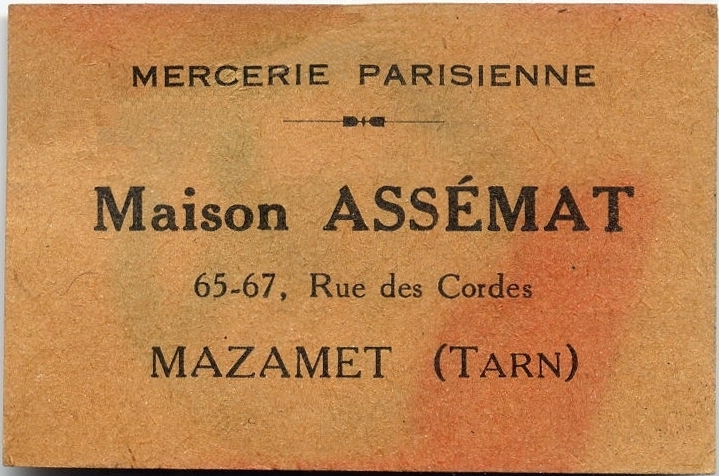 MERCERIE PARISIENNE
Maison ASSÉMAT
65-67, Rue des Cordes
MAZAMET (TARN)